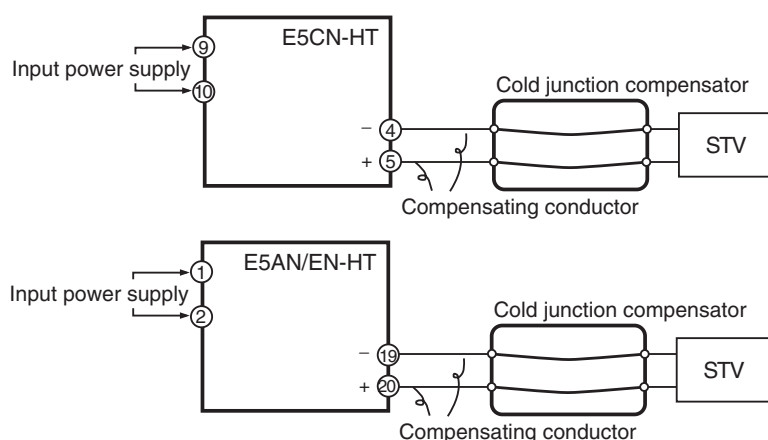 E5CN-HT
9
Input power supply
10
Cold junction compensator
− 4
STV
+ 5
Compensating conductor
E5AN/EN-HT
1
Input power supply
2
Cold junction compensator
− 19
STV
+ 20
Compensating conductor